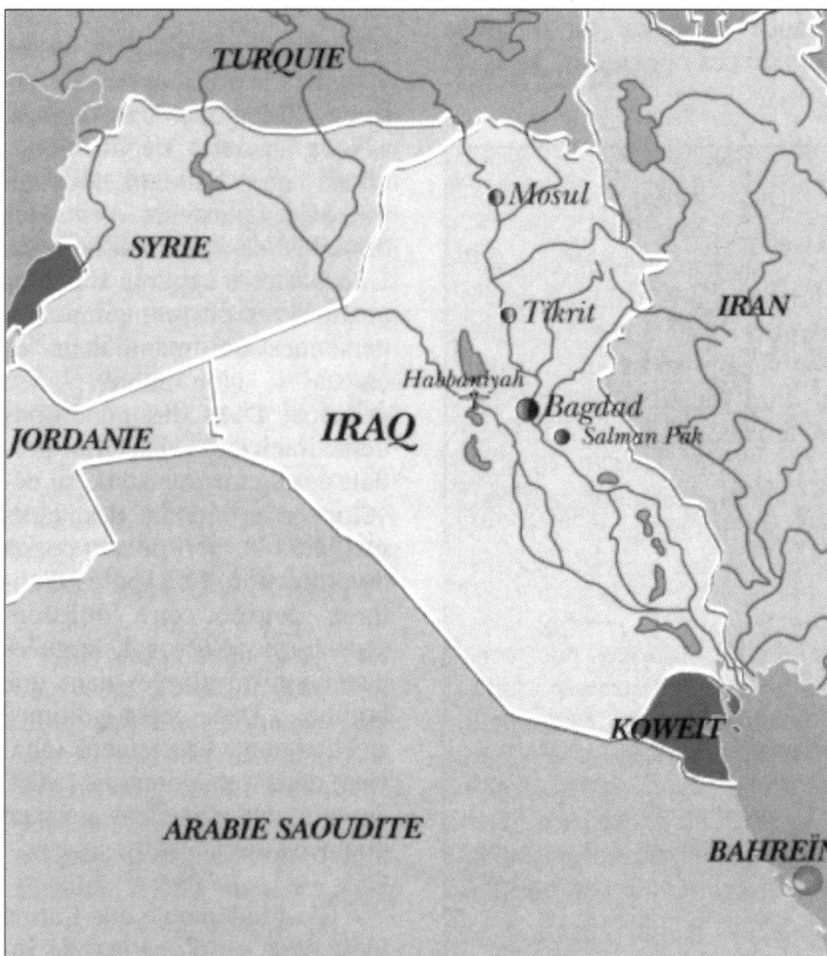 TURQUIE
Mosul
SYRIE
Tikrit
IRAN
Habbaniyah
Bagdad
IRAQ
JORDANIE
Salman Pak
KOWEIT
ARABIE SAOUDITE
BAHREÏN